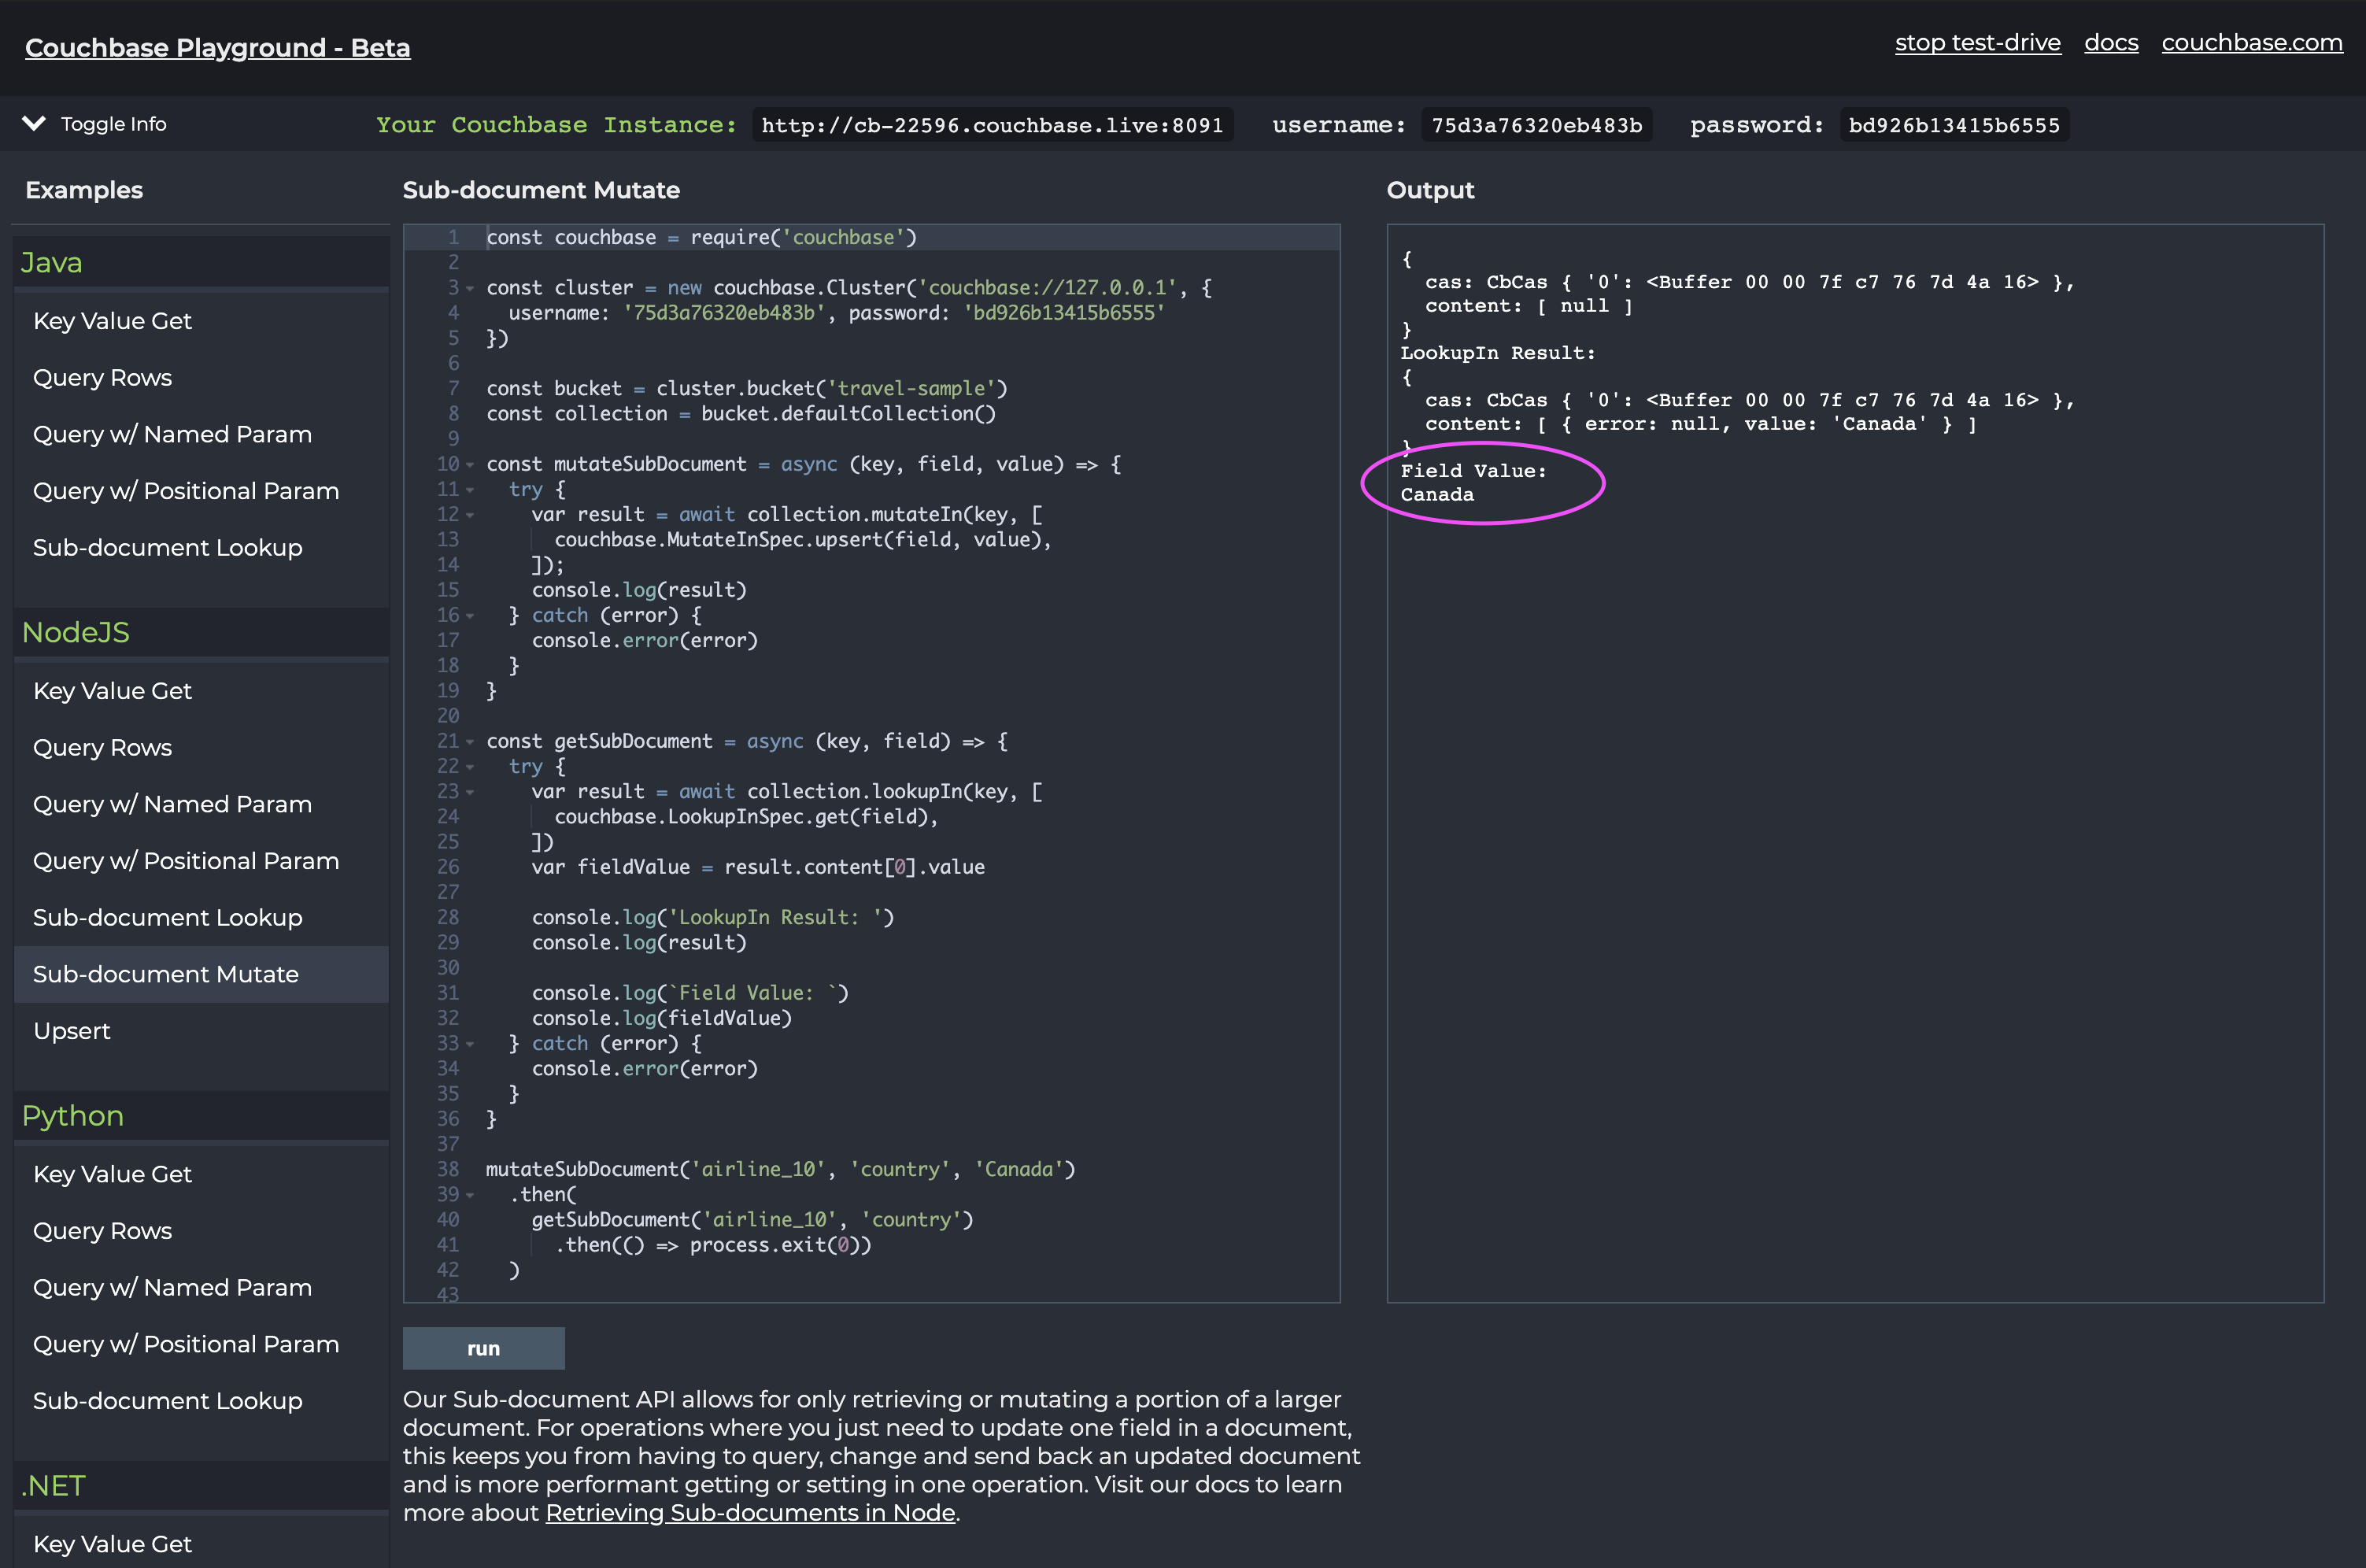 Couchbase Playground - Beta
stop test-drive docs couchbase.com
Toggle Info
Your Couchbase Instance: http://cb-22596.couchbase.live:8091 username: 75d3a76320eb483b password: bd926b13415b6555
Examples
Java
Key Value Get
Query Rows
Query w/ Named Param
Query w/ Positional Param
Sub-document Lookup
NodeJS
Key Value Get
Query Rows
Query w/ Named Param
Query w/ Positional Param
Sub-document Lookup
Sub-document Mutate
Upsert
Python
Key Value Get
Query Rows
Query w/ Named Param
Query w/ Positional Param
Sub-document Lookup
.NET
Key Value Get
Sub-document Mutate
1 const couchbase = require('couchbase')
2
3 const cluster = new couchbase.Cluster('couchbase://127.0.0.1', {
4   username: '75d3a76320eb483b', password: 'bd926b13415b6555'
5 })
6
7 const bucket = cluster.bucket('travel-sample')
8 const collection = bucket.defaultCollection()
9
10 const mutateSubDocument = async (key, field, value) => {
11   try {
12     var result = await collection.mutateIn(key, [
13       couchbase.MutateInSpec.upsert(field, value),
14     ]);
15     console.log(result)
16   } catch (error) {
17     console.error(error)
18   }
19 }
20
21 const getSubDocument = async (key, field) => {
22   try {
23     var result = await collection.lookupIn(key, [
24       couchbase.LookupInSpec.get(field),
25     ])
26     var fieldValue = result.content[0].value
27
28     console.log('LookupIn Result: ')
29     console.log(result)
30
31     console.log(`Field Value: `)
32     console.log(fieldValue)
33   } catch (error) {
34     console.error(error)
35   }
36 }
37
38 mutateSubDocument('airline_10', 'country', 'Canada')
39   .then(
40     getSubDocument('airline_10', 'country')
41       .then(() => process.exit(0))
42   )
43
run
Our Sub-document API allows for only retrieving or mutating a portion of a larger
document. For operations where you just need to update one field in a document,
this keeps you from having to query, change and send back an updated document
and is more performant getting or setting in one operation. Visit our docs to learn
more about Retrieving Sub-documents in Node.
Output
{
  cas: CbCas { '0': <Buffer 00 00 7f c7 76 7d 4a 16> },
  content: [ null ]
}
LookupIn Result:
{
  cas: CbCas { '0': <Buffer 00 00 7f c7 76 7d 4a 16> },
  content: [ { error: null, value: 'Canada' } ]
}
Field Value:
Canada